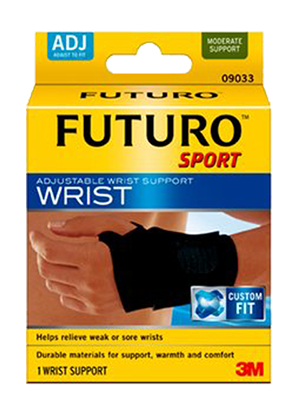 ADJ
ADJUST TO FIT
MODERATE
SUPPORT
09033
FUTURO
FUTURO™
SPORT
ADJUSTABLE WRIST SUPPORT
WRIST
CUSTOM
FIT
Helps relieve weak or sore wrists
Durable materials for support, warmth and comfort
1 WRIST SUPPORT
3M